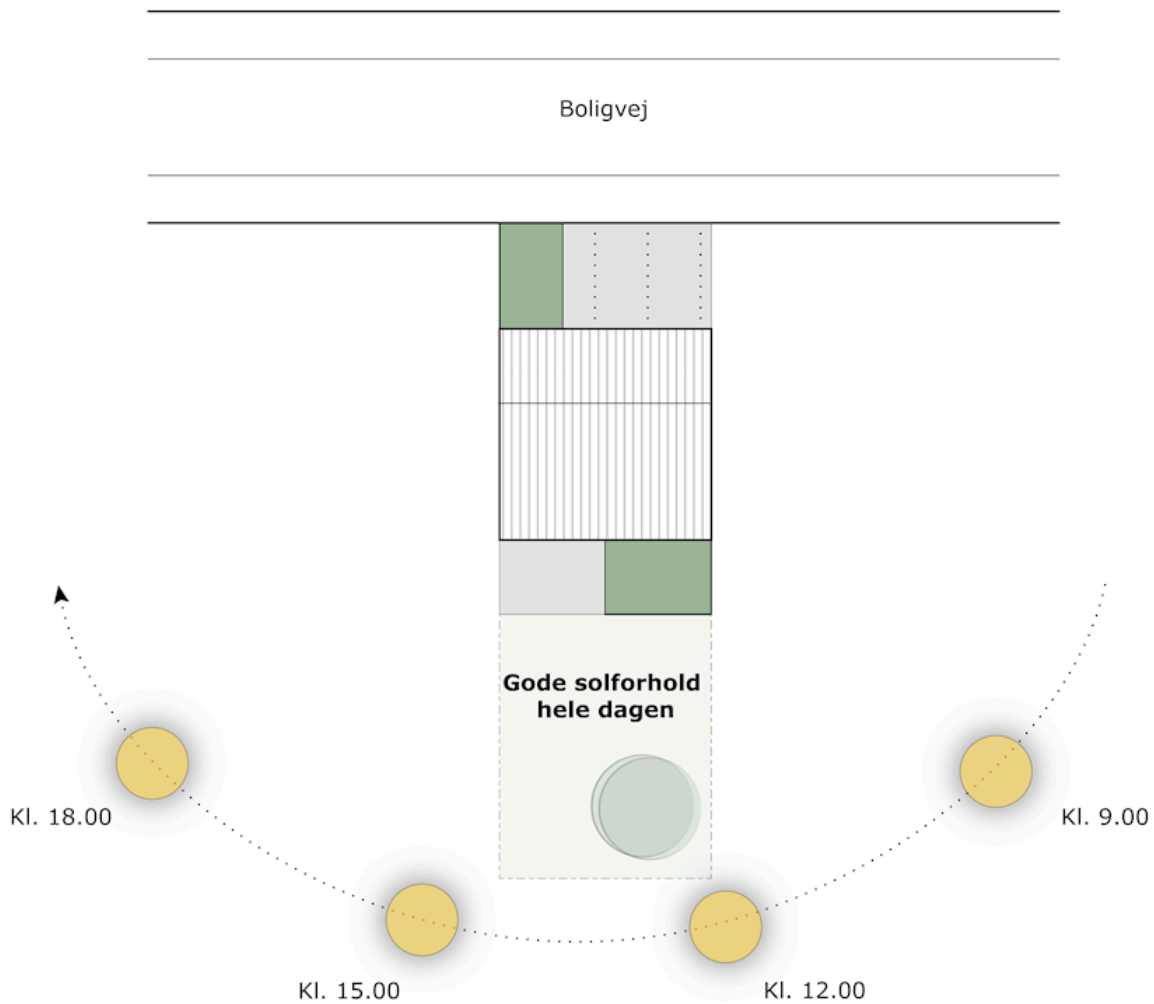 Boligvej
Gode solforhold
hele dagen
Kl. 18.00
Kl. 9.00
Kl. 15.00
Kl. 12.00